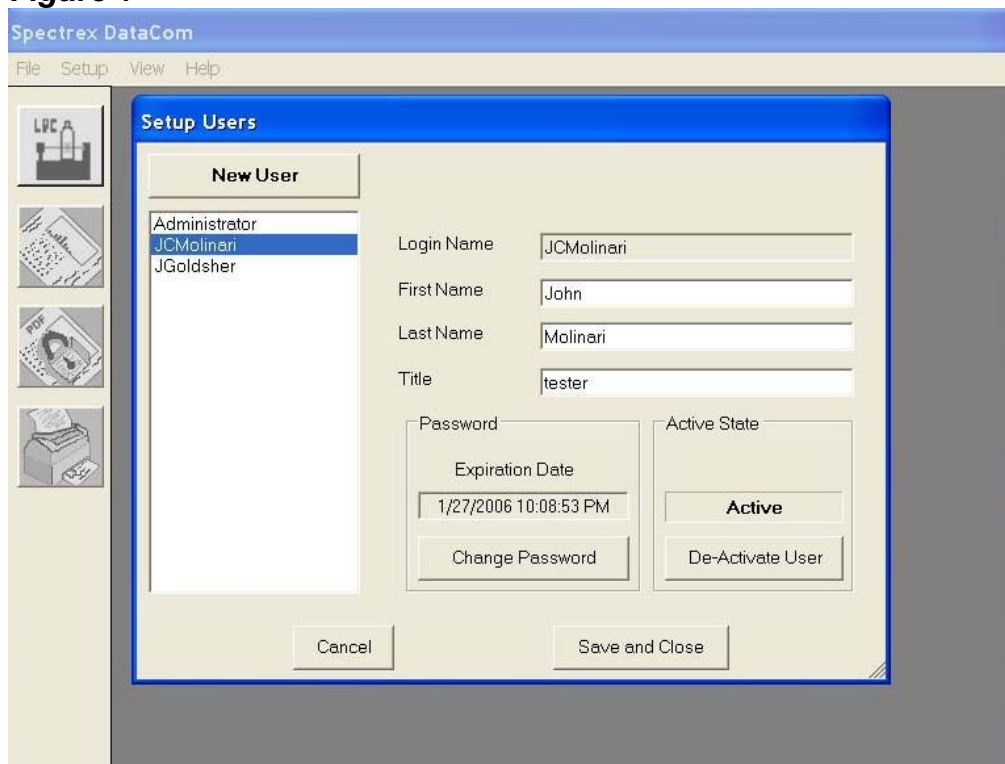 Spectrex DataCom
File Setup View Help
LPC
PDF
Setup Users
New User
Administrator
JCMolinari
JGoldsher
Login Name JCMolinari
First Name John
Last Name Molinari
Title tester
Password
Expiration Date
1/27/2006 10:08:53 PM
Change Password
Active State
Active
De-Activate User
Cancel Save and Close